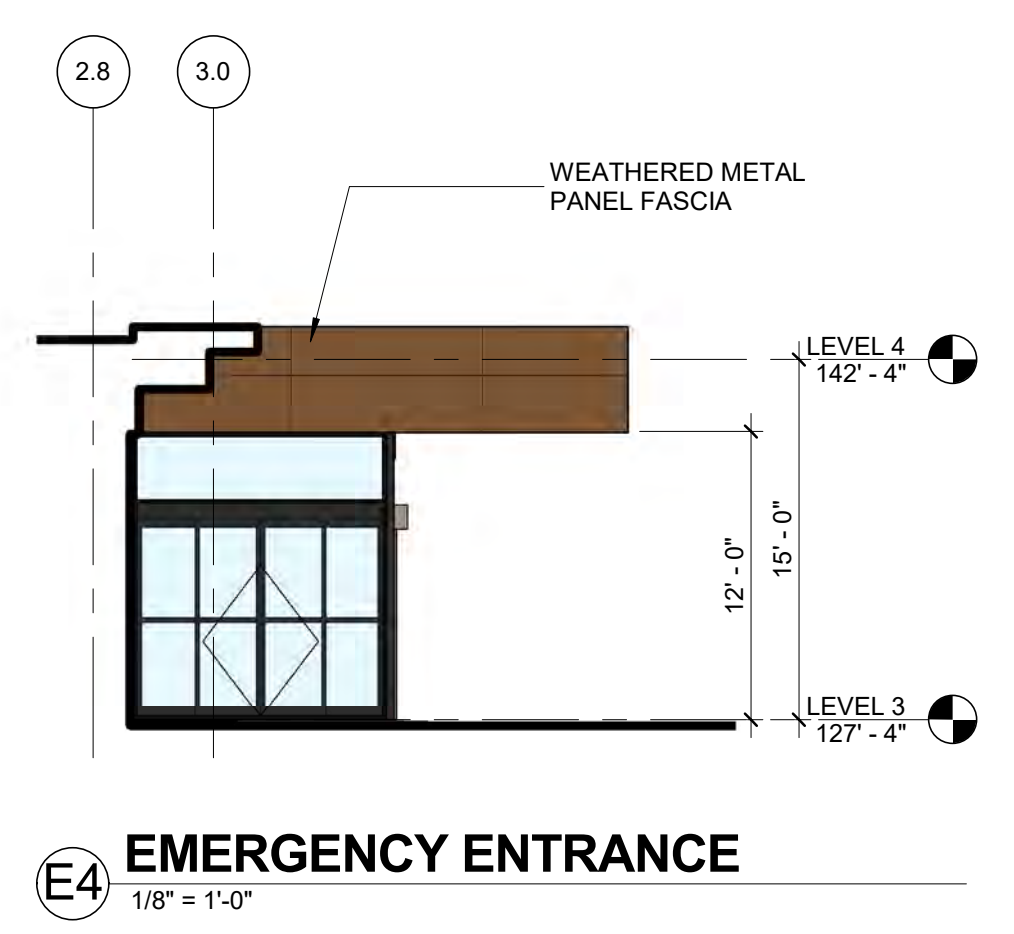 2.8
3.0
WEATHERED METAL
PANEL FASCIA
LEVEL 4
142' - 4"
12' - 0"
15' - 0"
LEVEL 3
127' - 4"
E4
EMERGENCY ENTRANCE
1/8" = 1'-0"